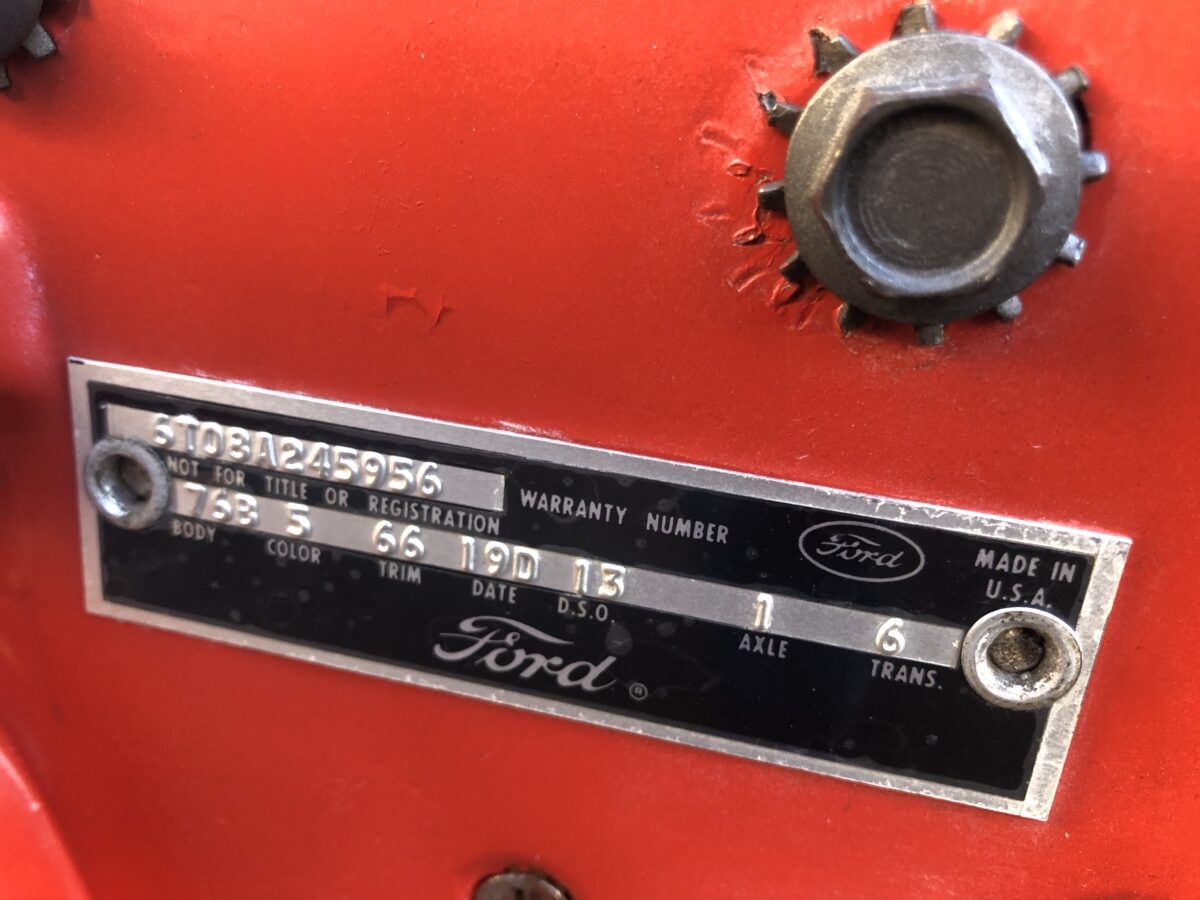 6T08A245956
NOT FOR TITLE OR REGISTRATION
WARRANTY NUMBER
Ford
MADE IN
U.S.A.
76B 5 66 19D 13 1 6
BODY COLOR TRIM DATE D.S.O. AXLE TRANS.
Ford ®